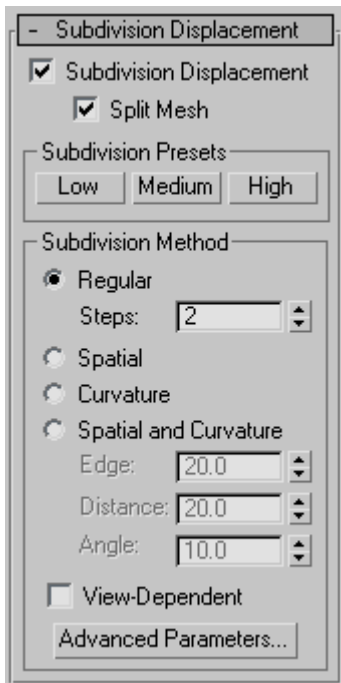 - Subdivision Displacement
Subdivision Displacement
Split Mesh
Subdivision Presets
Low Medium High
Subdivision Method
Regular
Steps: 2
Spatial
Curvature
Spatial and Curvature
Edge: 20.0
Distance: 20.0
Angle: 10.0
View-Dependent
Advanced Parameters...